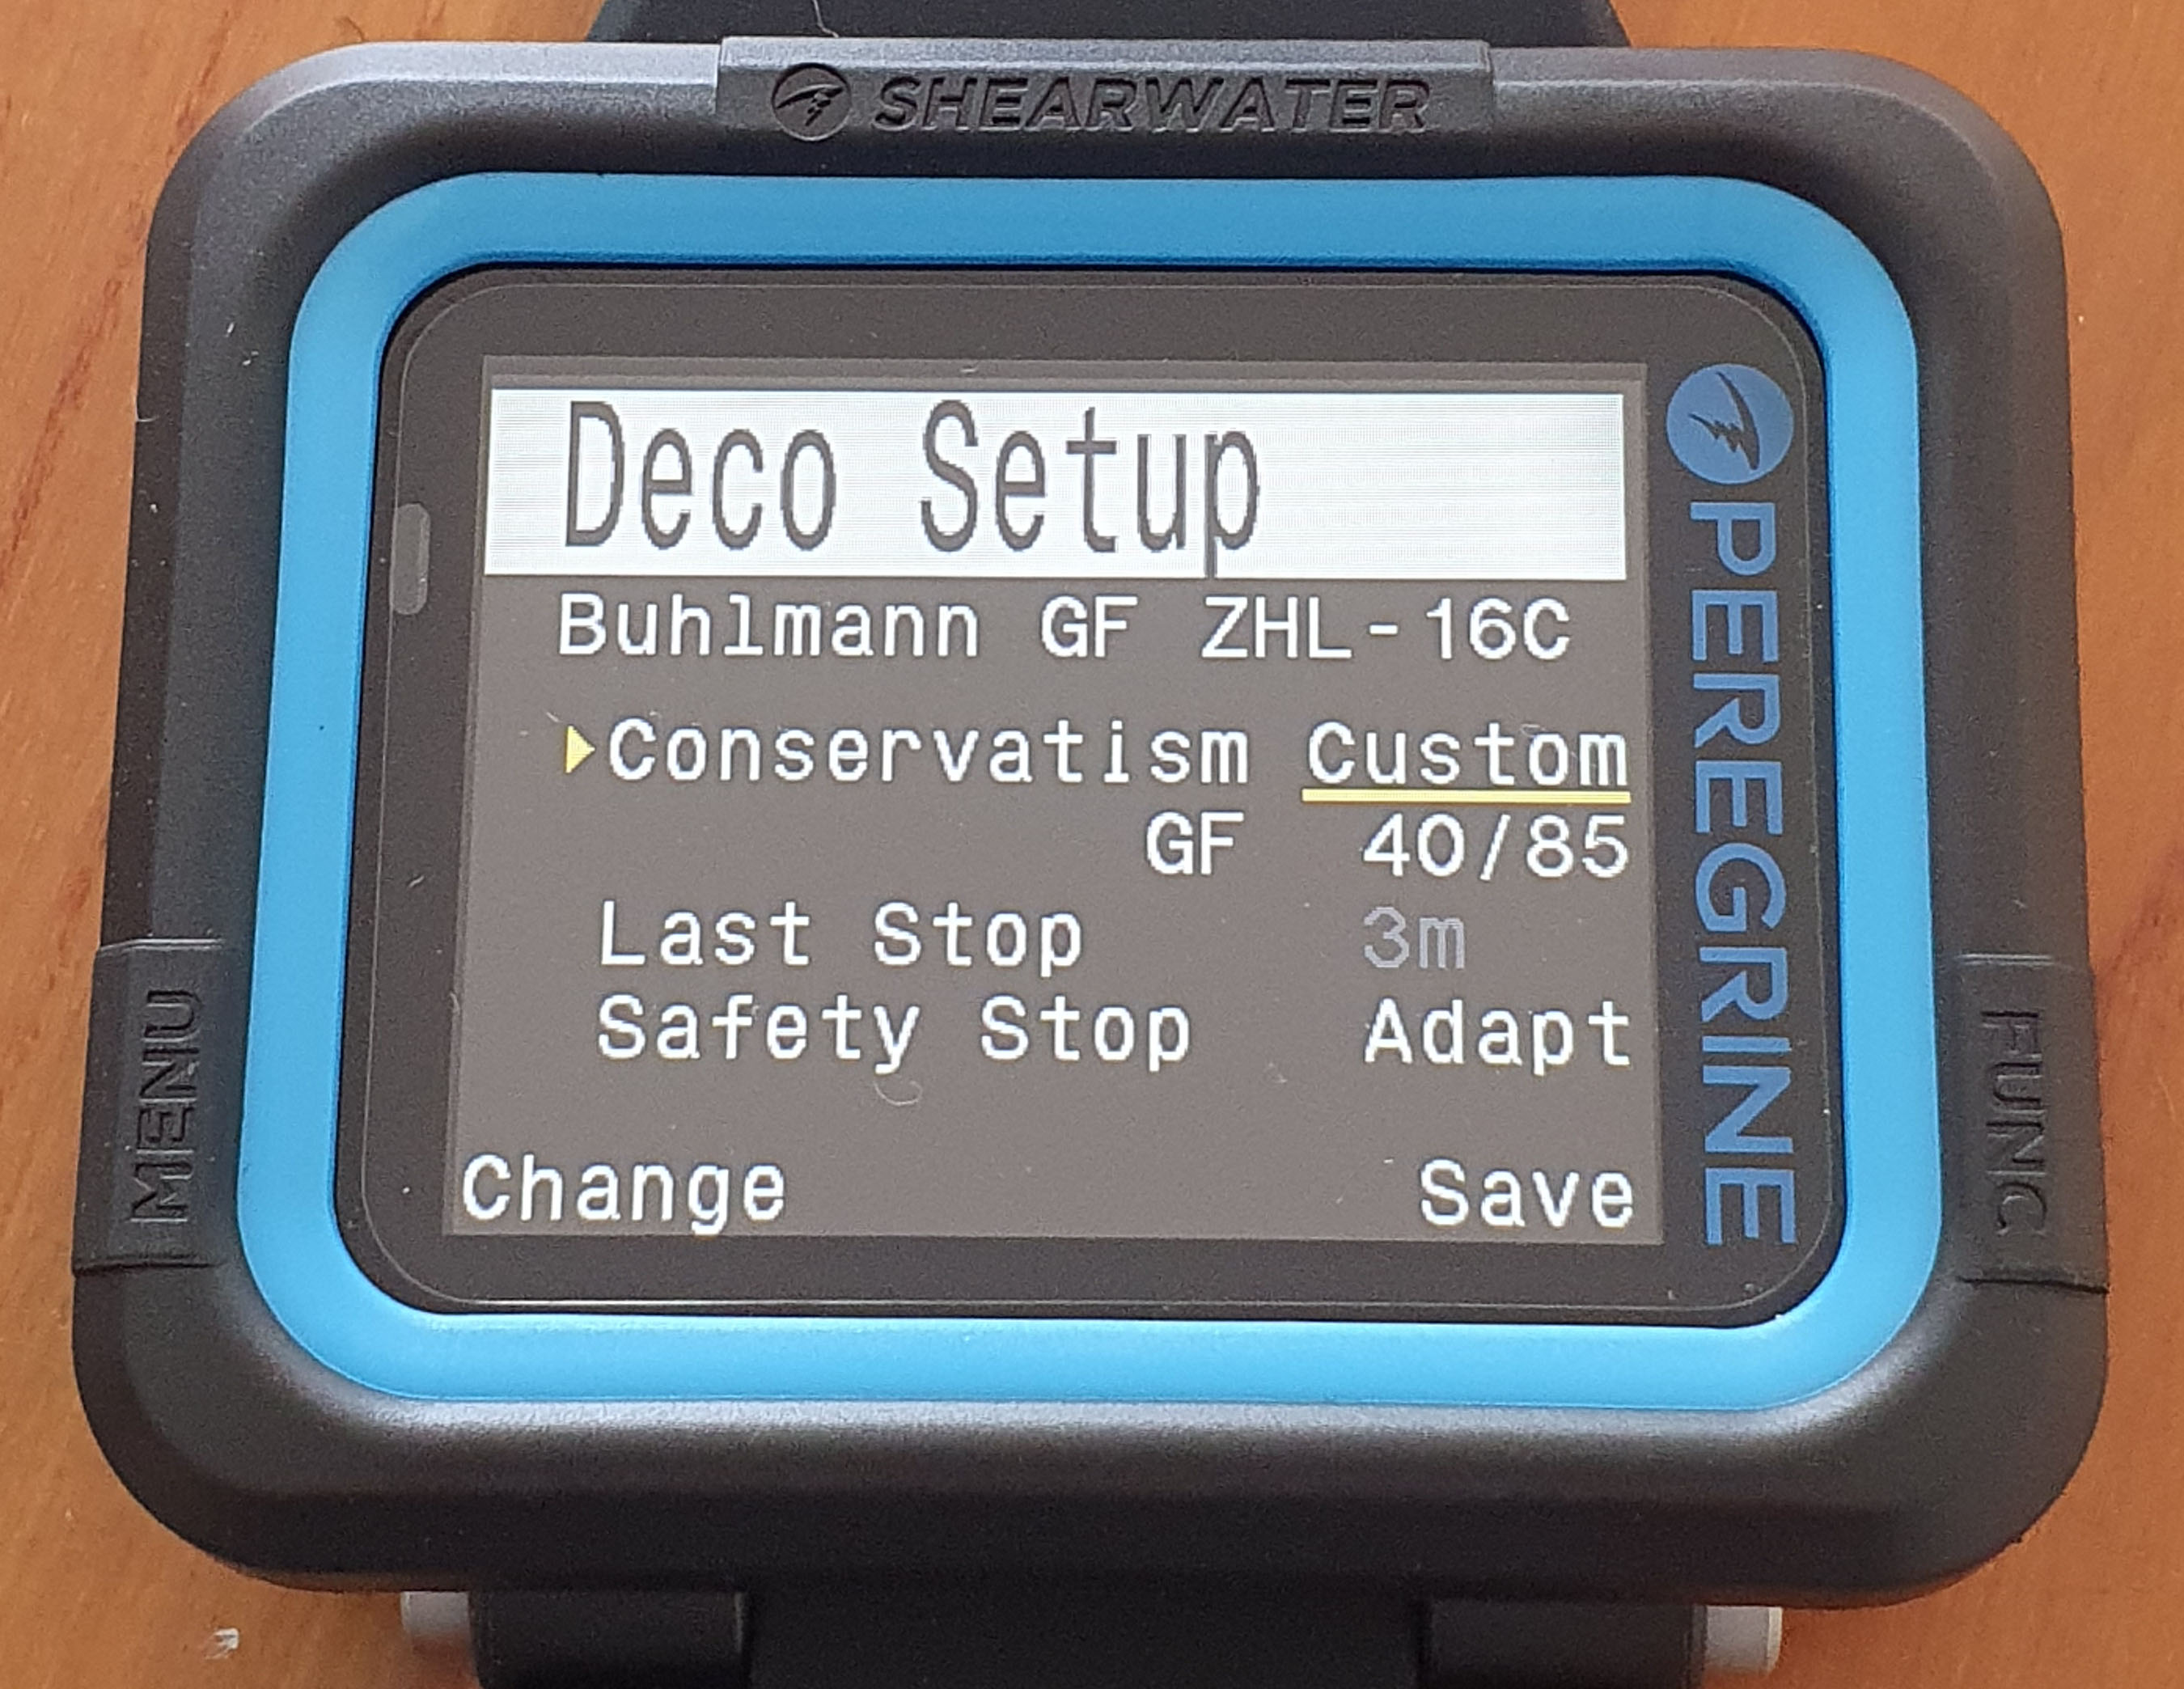 SHEARWATER
Deco Setup
Buhlmann GF ZHL-16C
Conservatism Custom
GF 40/85
Last Stop 3m
Safety Stop Adapt
Change Save
PEREGRINE
MENU
FUNC